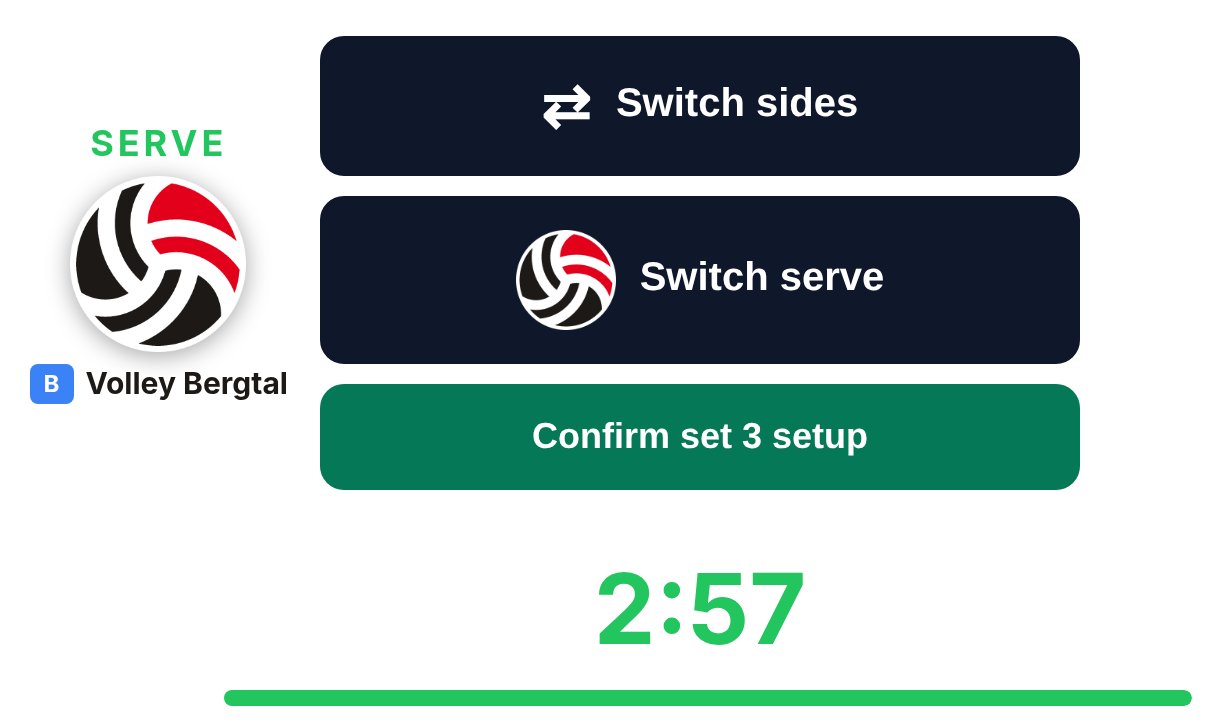 SERVE
B Volley Bergtal
⇄ Switch sides
Switch serve
Confirm set 3 setup
2:57